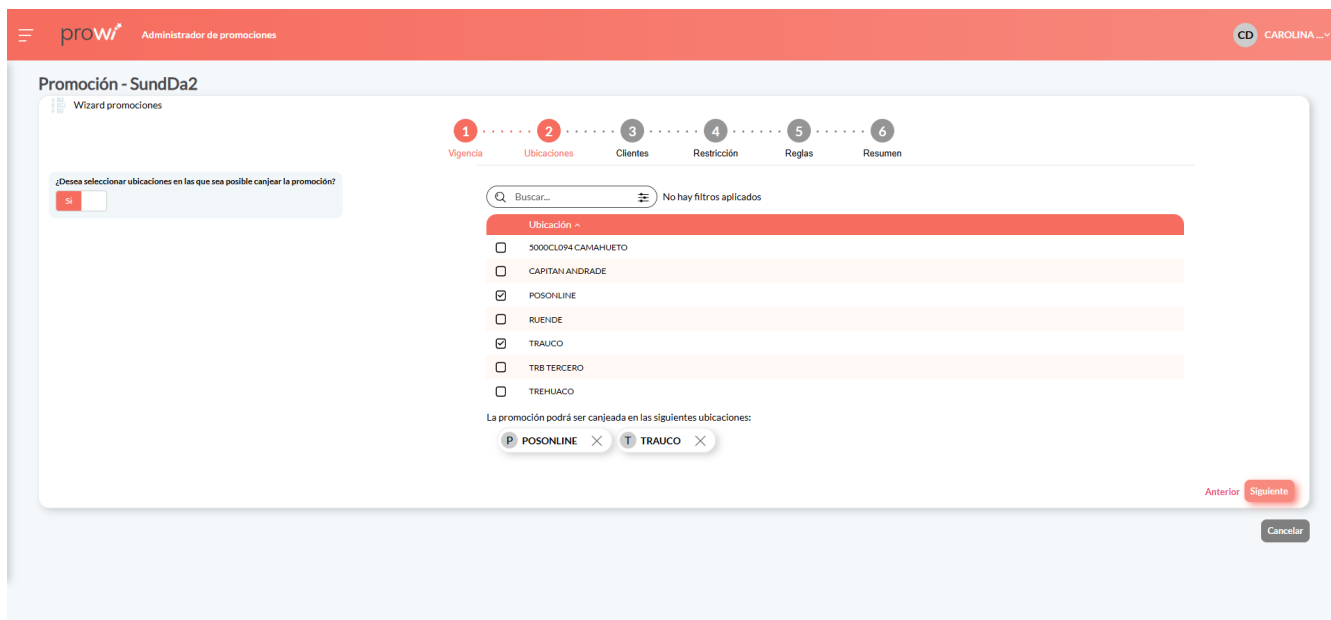 prowi Administrador de promociones CD CAROLINA ...
Promoción - SundDa2
Wizard promociones
1 2 3 4 5 6
Vigencia Ubicaciones Clientes Restricción Reglas Resumen
¿Desea seleccionar ubicaciones en las que sea posible canjear la promoción?
Si
Buscar... No hay filtros aplicados
Ubicación
5000CL094 CAMAHUETO
CAPITAN ANDRADE
POSONLINE
RUENDE
TRAUCO
TRB TERCERO
TREHUACO
La promoción podrá ser canjeada en las siguientes ubicaciones:
P POSONLINE T TRAUCO
Anterior Siguiente
Cancelar